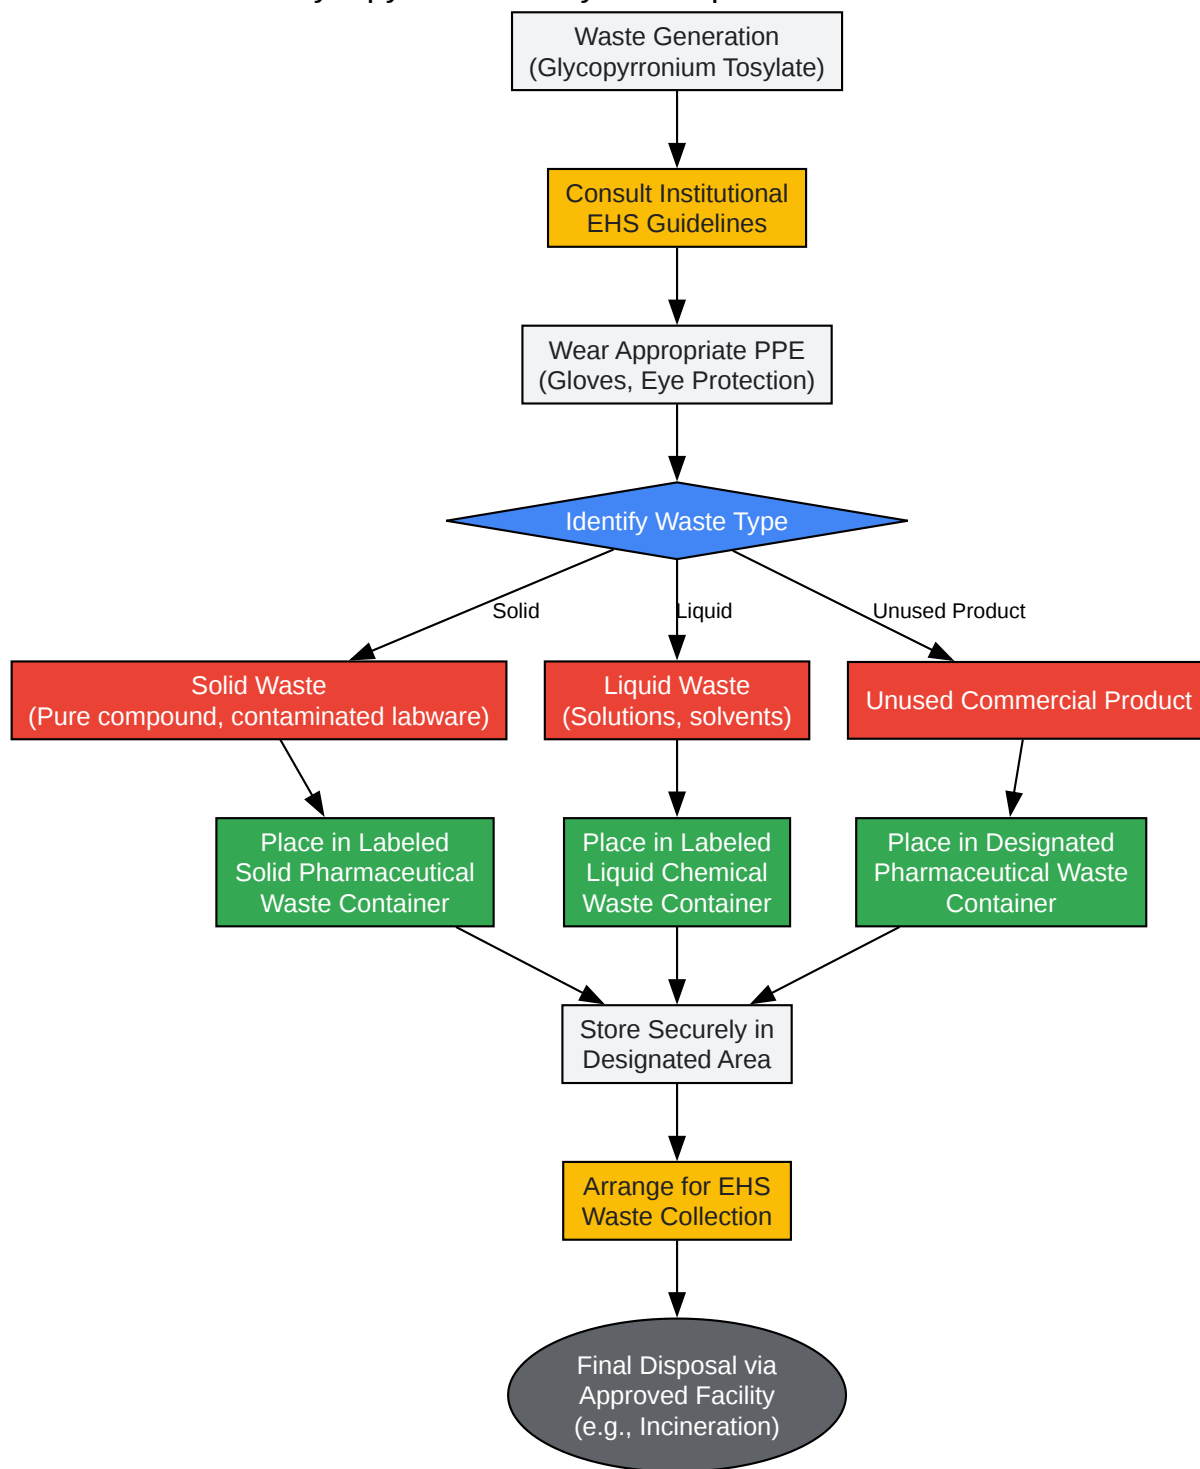 Waste Generation
(Glycopyrronium Tosylate)
Consult Institutional
EHS Guidelines
Wear Appropriate PPE
(Gloves, Eye Protection)
Identify Waste Type
Solid
Liquid
Unused Product
Solid Waste
(Pure compound, contaminated labware)
Liquid Waste
(Solutions, solvents)
Unused Commercial Product
Place in Labeled
Solid Pharmaceutical
Waste Container
Place in Labeled
Liquid Chemical
Waste Container
Place in Designated
Pharmaceutical Waste
Container
Store Securely in
Designated Area
Arrange for EHS
Waste Collection
Final Disposal via
Approved Facility
(e.g., Incineration)